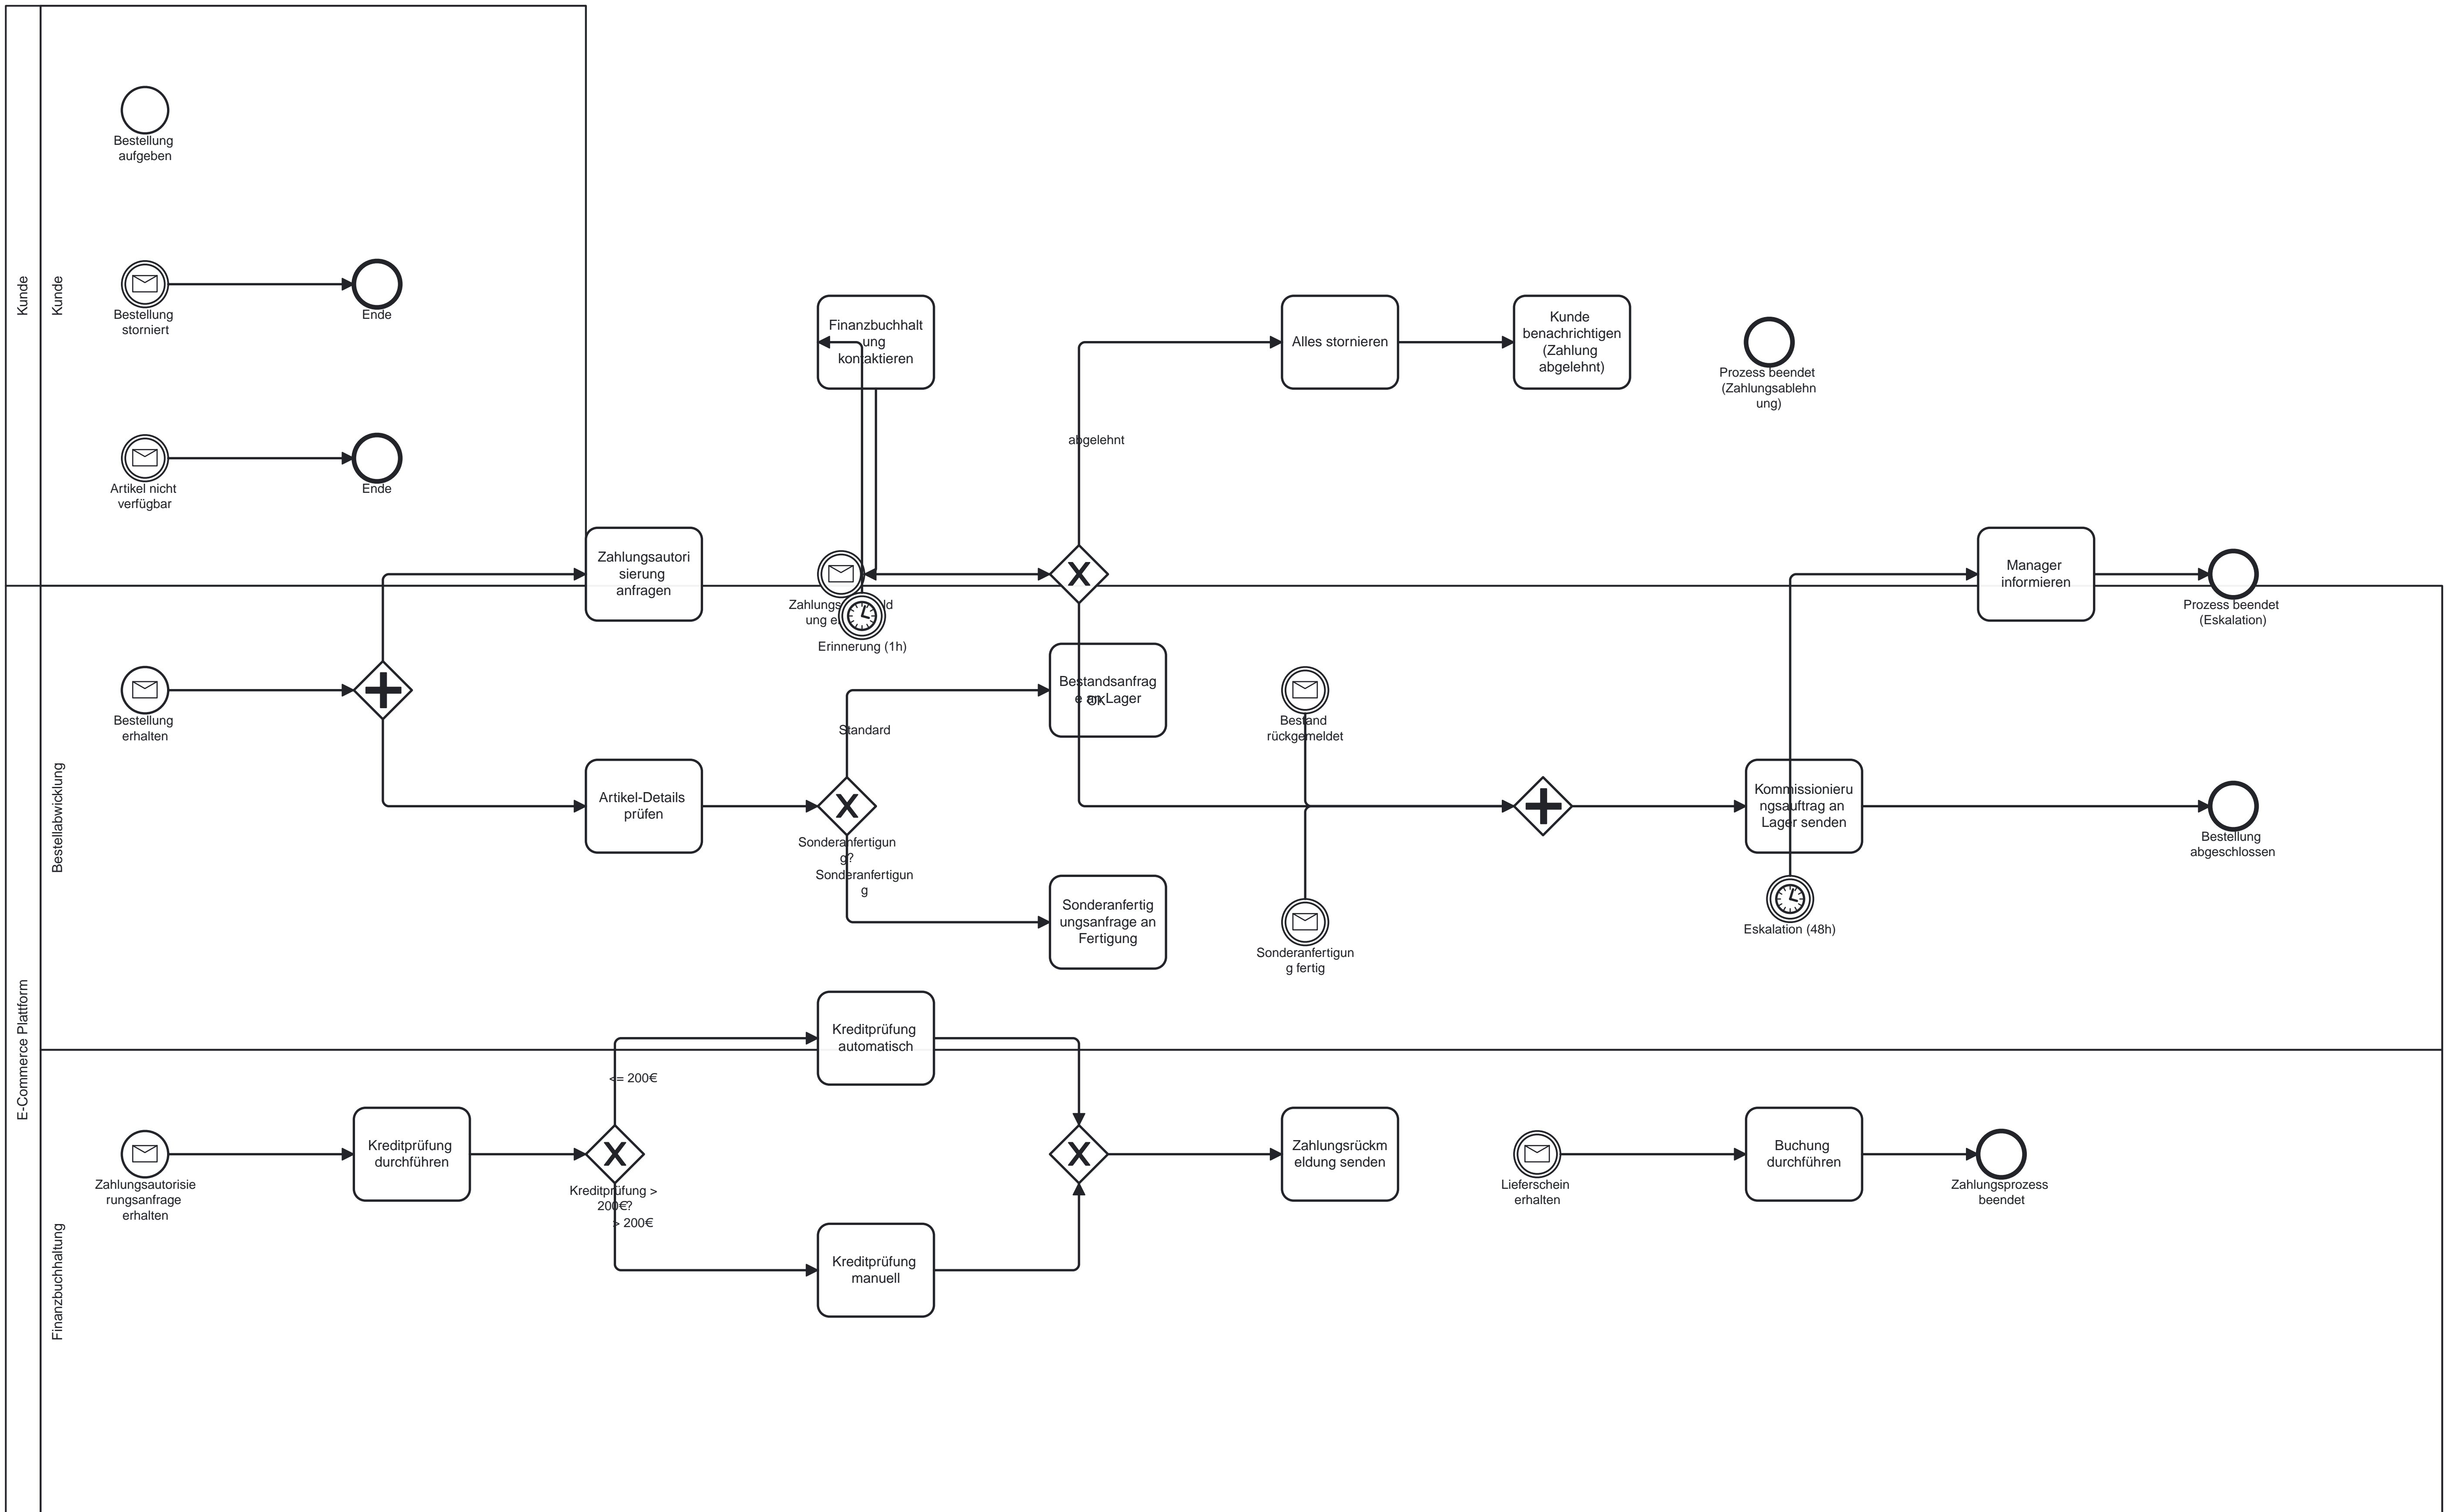 Kunde
Kunde
Bestellung
aufgeben
Bestellung
storniert
Ende
Artikel nicht
verfügbar
Ende
Finanzbuchhalt
ung
kontaktieren
Alles stornieren
Kunde
benachrichtigen
(Zahlung
abgelehnt)
Prozess beendet
(Zahlungsablehn
ung)
abgelehnt
E-Commerce Plattform
Bestellabwicklung
Zahlungsautori
sierung
anfragen
Erinnerung (1h)
Manager
informieren
Prozess beendet
(Eskalation)
Bestellung
erhalten
Bestandsanfrag
e an Lager
OK
Bestand
rückgemeldet
Standard
Artikel-Details
prüfen
Sonderanfertigun
g?
Sonderanfertigun
g
Kommissionieru
ngsauftrag an
Lager senden
Bestellung
abgeschlossen
Sonderanfertig
ungsanfrage an
Fertigung
Sonderanfertigun
g fertig
Eskalation (48h)
Finanzbuchhaltung
Kreditprüfung
automatisch
<= 200€
Zahlungsautorisie
rungsanfrage
erhalten
Kreditprüfung
durchführen
Kreditprüfung >
200€?
> 200€
Kreditprüfung
manuell
Zahlungsrückm
eldung senden
Lieferschein
erhalten
Buchung
durchführen
Zahlungsprozess
beendet